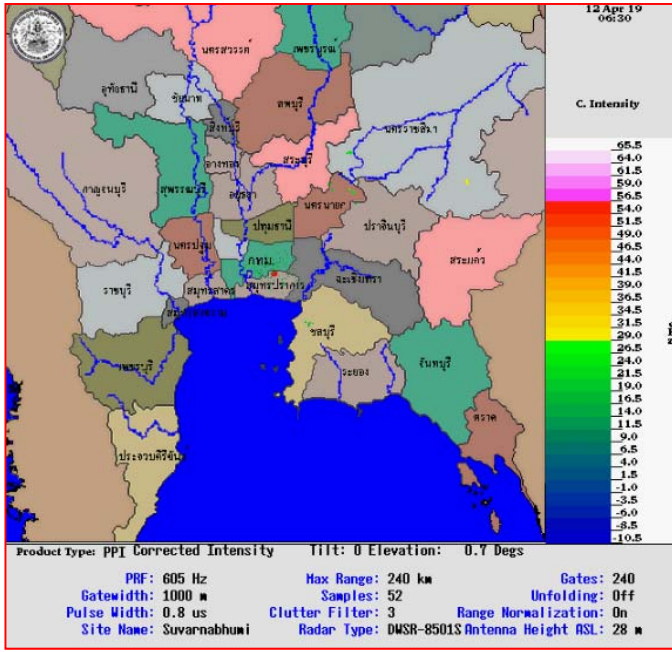 12 Apr 19
06:30
C. Intensity
นครสวรรค์
เพชรบูรณ์
อุทัยธานี
ชัยนาท
ลพบุรี
สิงห์บุรี
นครราชสีมา
อ่างทอง
สระบุรี
กาญจนบุรี
สุพรรณบุรี
อยุธยา
นครนายก
ปราจีนบุรี
ปทุมธานี
นครปฐม
กทม.
สระแก้ว
ราชบุรี
สมุทรสาคร
สมุทรปราการ
ฉะเชิงเทรา
ชลบุรี
เพชรบุรี
ระยอง
จันทบุรี
ตราด
ประจวบคีรีขันธ์
65.5
64.0
61.5
59.0
56.5
54.0
51.5
49.0
46.5
44.0
41.5
39.0
36.5
34.0
31.5
29.0
26.5
24.0
21.5
19.0
16.5
14.0
11.5
9.0
6.5
4.0
1.5
-1.0
-3.5
-6.0
-8.5
-10.5
Product Type: PPI Corrected Intensity Tilt: 0 Elevation: 0.7 Degs
PRF: 605 Hz Max Range: 240 km Gates: 240
Gatewidth: 1000 m Samples: 52 Unfolding: Off
Pulse Width: 0.8 us Clutter Filter: 3 Range Normalization: On
Site Name: Suvarnabhumi Radar Type: DWSR-8501S Antenna Height ASL: 28 m